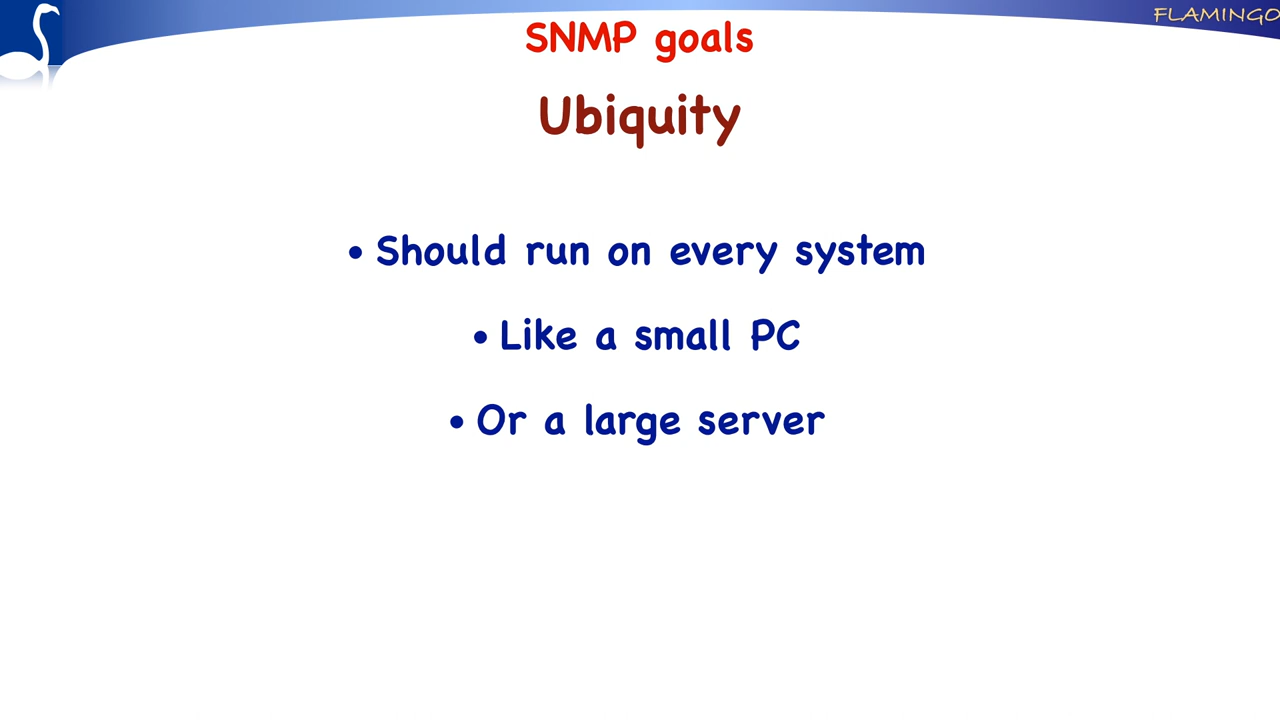 FLAMINGO
SNMP goals
Ubiquity
• Should run on every system
• Like a small PC
• Or a large server